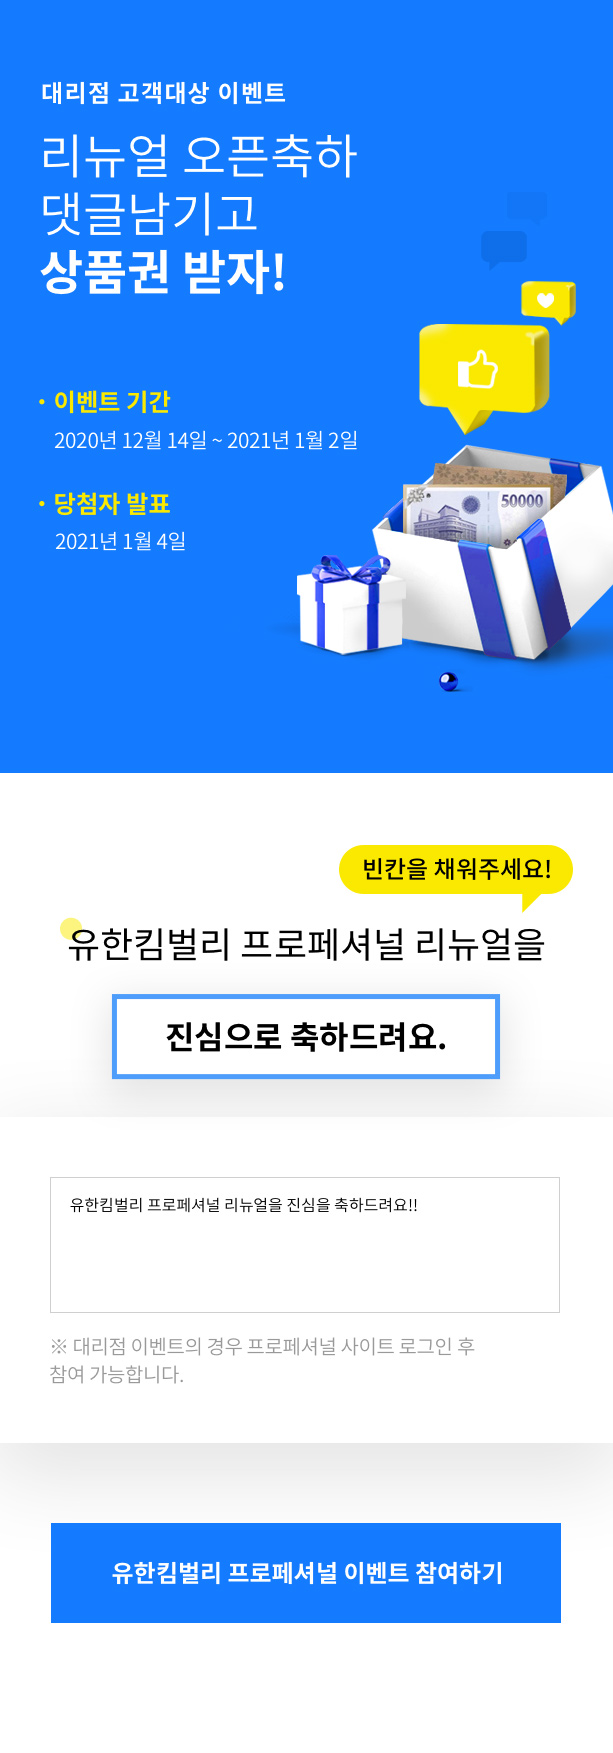 대리점 고객대상 이벤트
리뉴얼 오픈축하
댓글남기고
상품권 받자!
• 이벤트 기간
2020년 12월 14일 ~ 2021년 1월 2일
50000
• 당첨자 발표
2021년 1월 4일
빈칸을 채워주세요!
유한킴벌리 프로페셔널 리뉴얼을
진심으로 축하드려요.
유한킴벌리 프로페셔널 리뉴얼을 진심을 축하드려요!!
※ 대리점 이벤트의 경우 프로페셔널 사이트 로그인 후
참여 가능합니다.
유한킴벌리 프로페셔널 이벤트 참여하기